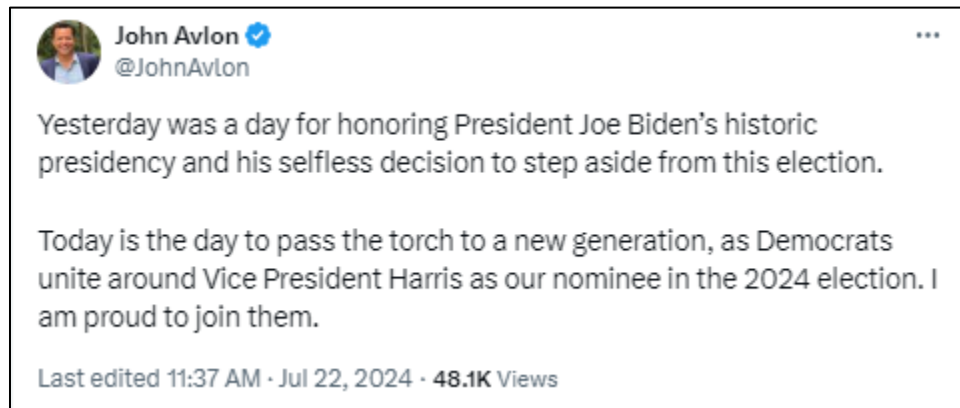 John Avlon
@JohnAvlon
Yesterday was a day for honoring President Joe Biden’s historic
presidency and his selfless decision to step aside from this election.
Today is the day to pass the torch to a new generation, as Democrats
unite around Vice President Harris as our nominee in the 2024 election. I
am proud to join them.
Last edited 11:37 AM · Jul 22, 2024 · 48.1K Views